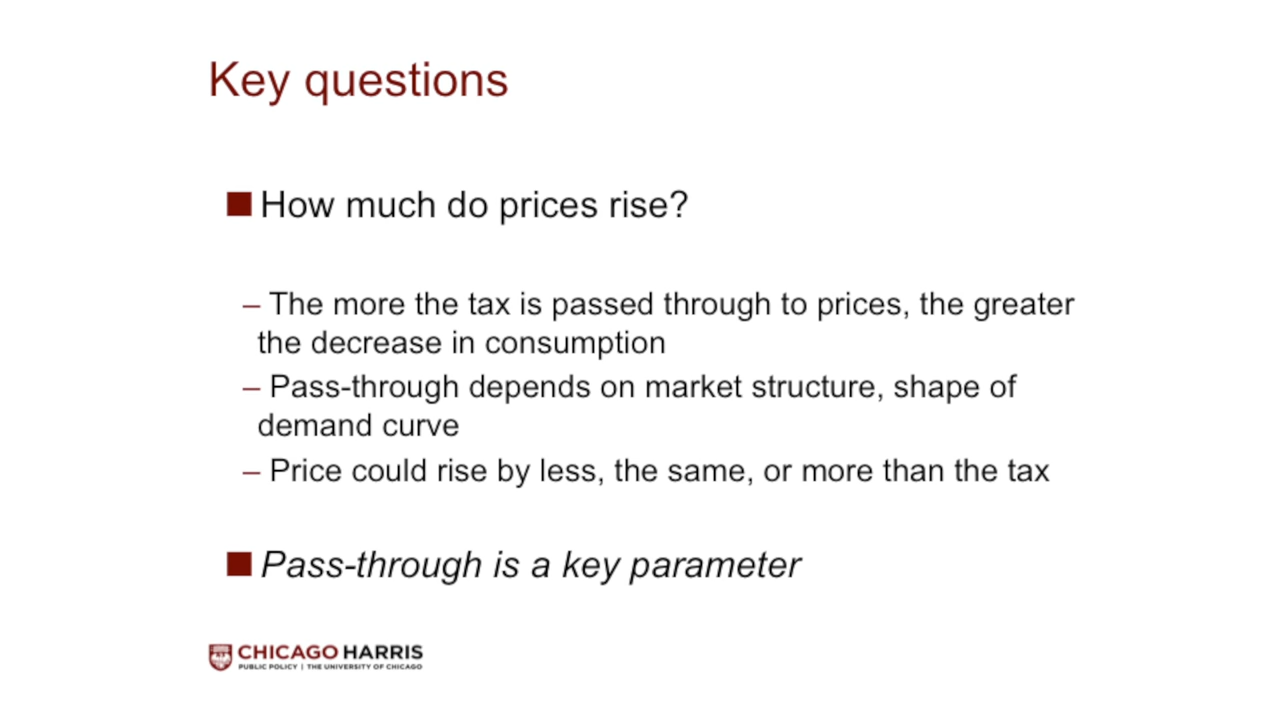 Key questions
How much do prices rise?
– The more the tax is passed through to prices, the greater
the decrease in consumption
– Pass-through depends on market structure, shape of
demand curve
– Price could rise by less, the same, or more than the tax
Pass-through is a key parameter
CHICAGO HARRIS
PUBLIC POLICY | THE UNIVERSITY OF CHICAGO